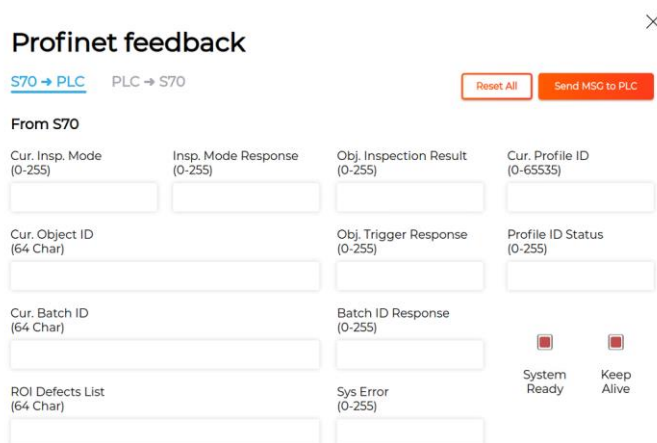 Profinet feedback
S70 → PLC PLC → S70 Reset All Send MSG to PLC
From S70
Cur. Insp. Mode
(0-255)
Insp. Mode Response
(0-255)
Obj. Inspection Result
(0-255)
Cur. Profile ID
(0-65535)
Cur. Object ID
(64 Char)
Obj. Trigger Response
(0-255)
Profile ID Status
(0-255)
Cur. Batch ID
(64 Char)
Batch ID Response
(0-255)
System
Ready
Keep
Alive
ROI Defects List
(64 Char)
Sys Error
(0-255)